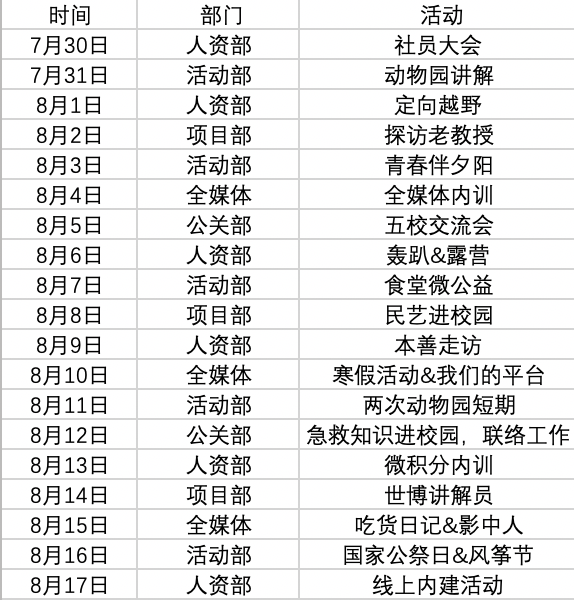 时间 部门 活动
7月30日 人资部 社员大会
7月31日 活动部 动物园讲解
8月1日 人资部 定向越野
8月2日 项目部 探访老教授
8月3日 活动部 青春伴夕阳
8月4日 全媒体 全媒体内训
8月5日 公关部 五校交流会
8月6日 人资部 轰趴&露营
8月7日 活动部 食堂微公益
8月8日 项目部 民艺进校园
8月9日 人资部 本善走访
8月10日 全媒体 寒假活动&我们的平台
8月11日 活动部 两次动物园短期
8月12日 公关部 急救知识进校园，联络工作
8月13日 人资部 微积分内训
8月14日 项目部 世博讲解员
8月15日 全媒体 吃货日记&影中人
8月16日 活动部 国家公祭日&风筝节
8月17日 人资部 线上内建活动